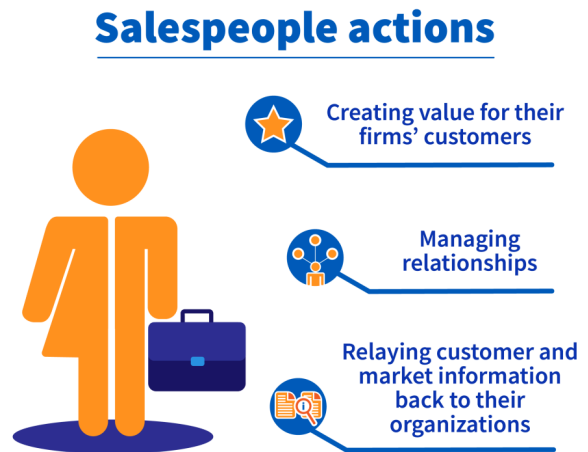 Salespeople actions
Creating value for their
firms’ customers
Managing
relationships
Relaying customer and
market information
back to their
organizations